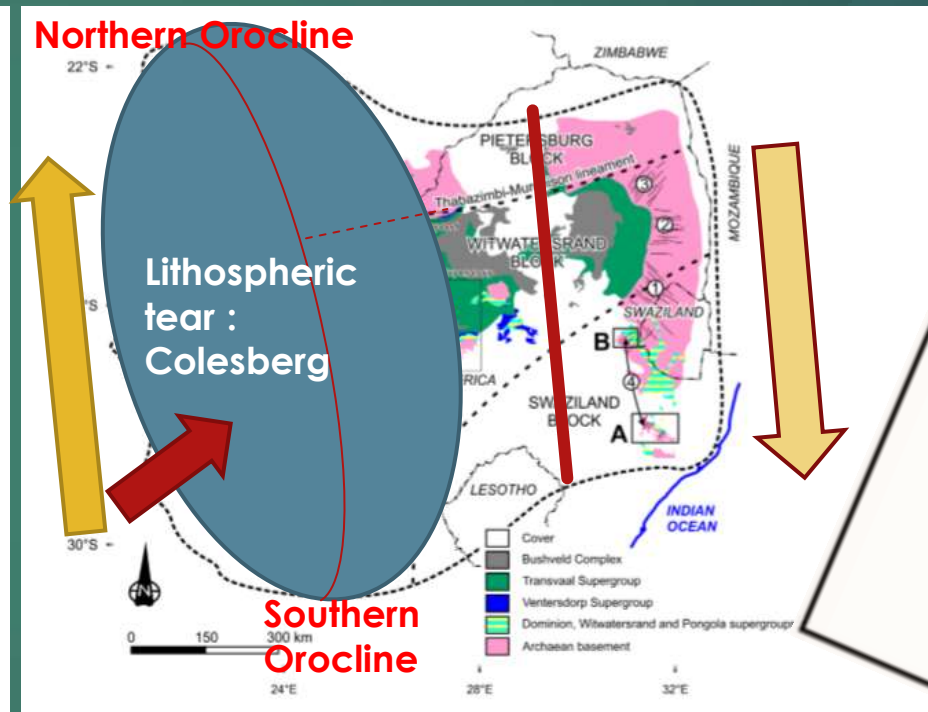 Northern Orocline
22°S
ZIMBABWE
PIETERSBURG
BLOCK
Thabazimbi-Murchison lineament
3
MOZAMBIQUE
2
WITWATERSRAND
BLOCK
Lithospheric
tear :
Colesberg
1
SWAZILAND
B
4
SWAZILAND
BLOCK
A
LESOTHO
INDIAN
OCEAN
30°S
N
Cover
Bushveld Complex
Transvaal Supergroup
Ventersdorp Supergroup
Dominion, Witwatersrand and Pongola supergroups
Archaean basement
Southern
Orocline
0 150 300 km
24°E 28°E 32°E